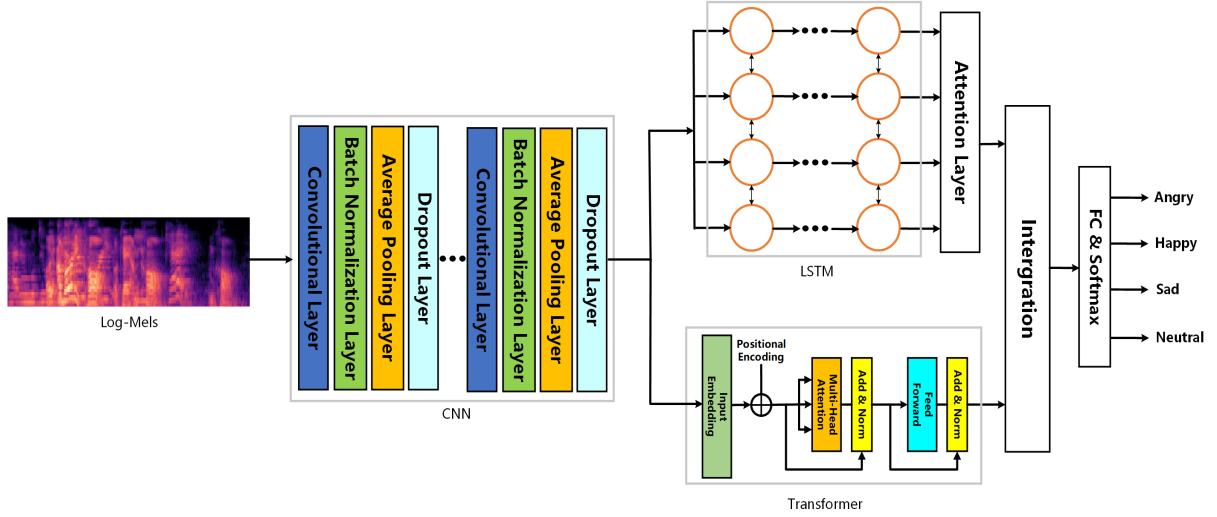 Log-Mels
Convolutional Layer
Batch Normalization Layer
Average Pooling Layer
Dropout Layer
Convolutional Layer
Batch Normalization Layer
Average Pooling Layer
Dropout Layer
CNN
LSTM
Attention Layer
Positional
Encoding
Input
Embedding
Multi-Head
Attention
Add & Norm
Feed
Forward
Add & Norm
Transformer
Intergration
FC & Softmax
Angry
Happy
Sad
Neutral